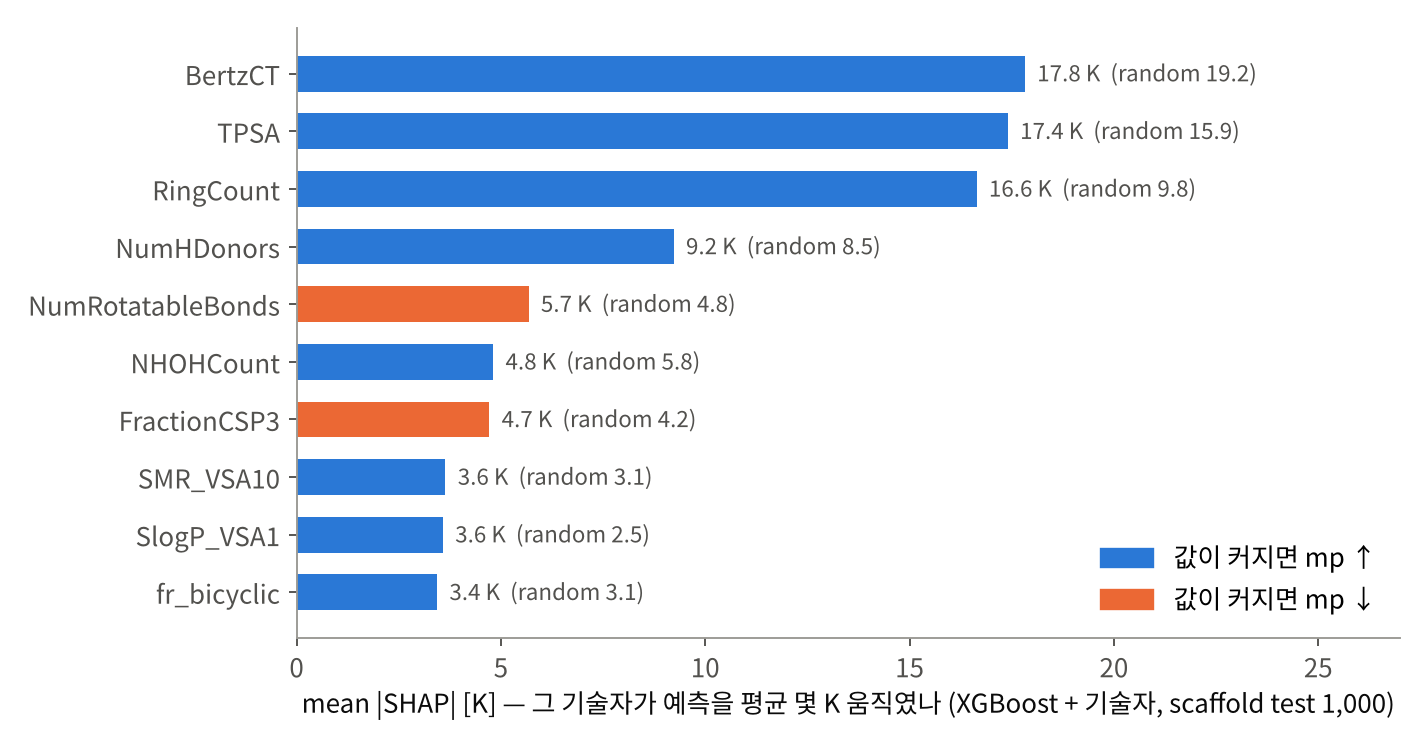 BertzCT 17.8 K (random 19.2)
TPSA 17.4 K (random 15.9)
RingCount 16.6 K (random 9.8)
NumHDonors 9.2 K (random 8.5)
NumRotatableBonds 5.7 K (random 4.8)
NHOHCount 4.8 K (random 5.8)
FractionCSP3 4.7 K (random 4.2)
SMR_VSA10 3.6 K (random 3.1)
SlogP_VSA1 3.6 K (random 2.5)
fr_bicyclic 3.4 K (random 3.1)
값이 커지면 mp ↑
값이 커지면 mp ↓
0 5 10 15 20 25
mean |SHAP| [K] — 그 기술자가 예측을 평균 몇 K 움직였나 (XGBoost + 기술자, scaffold test 1,000)